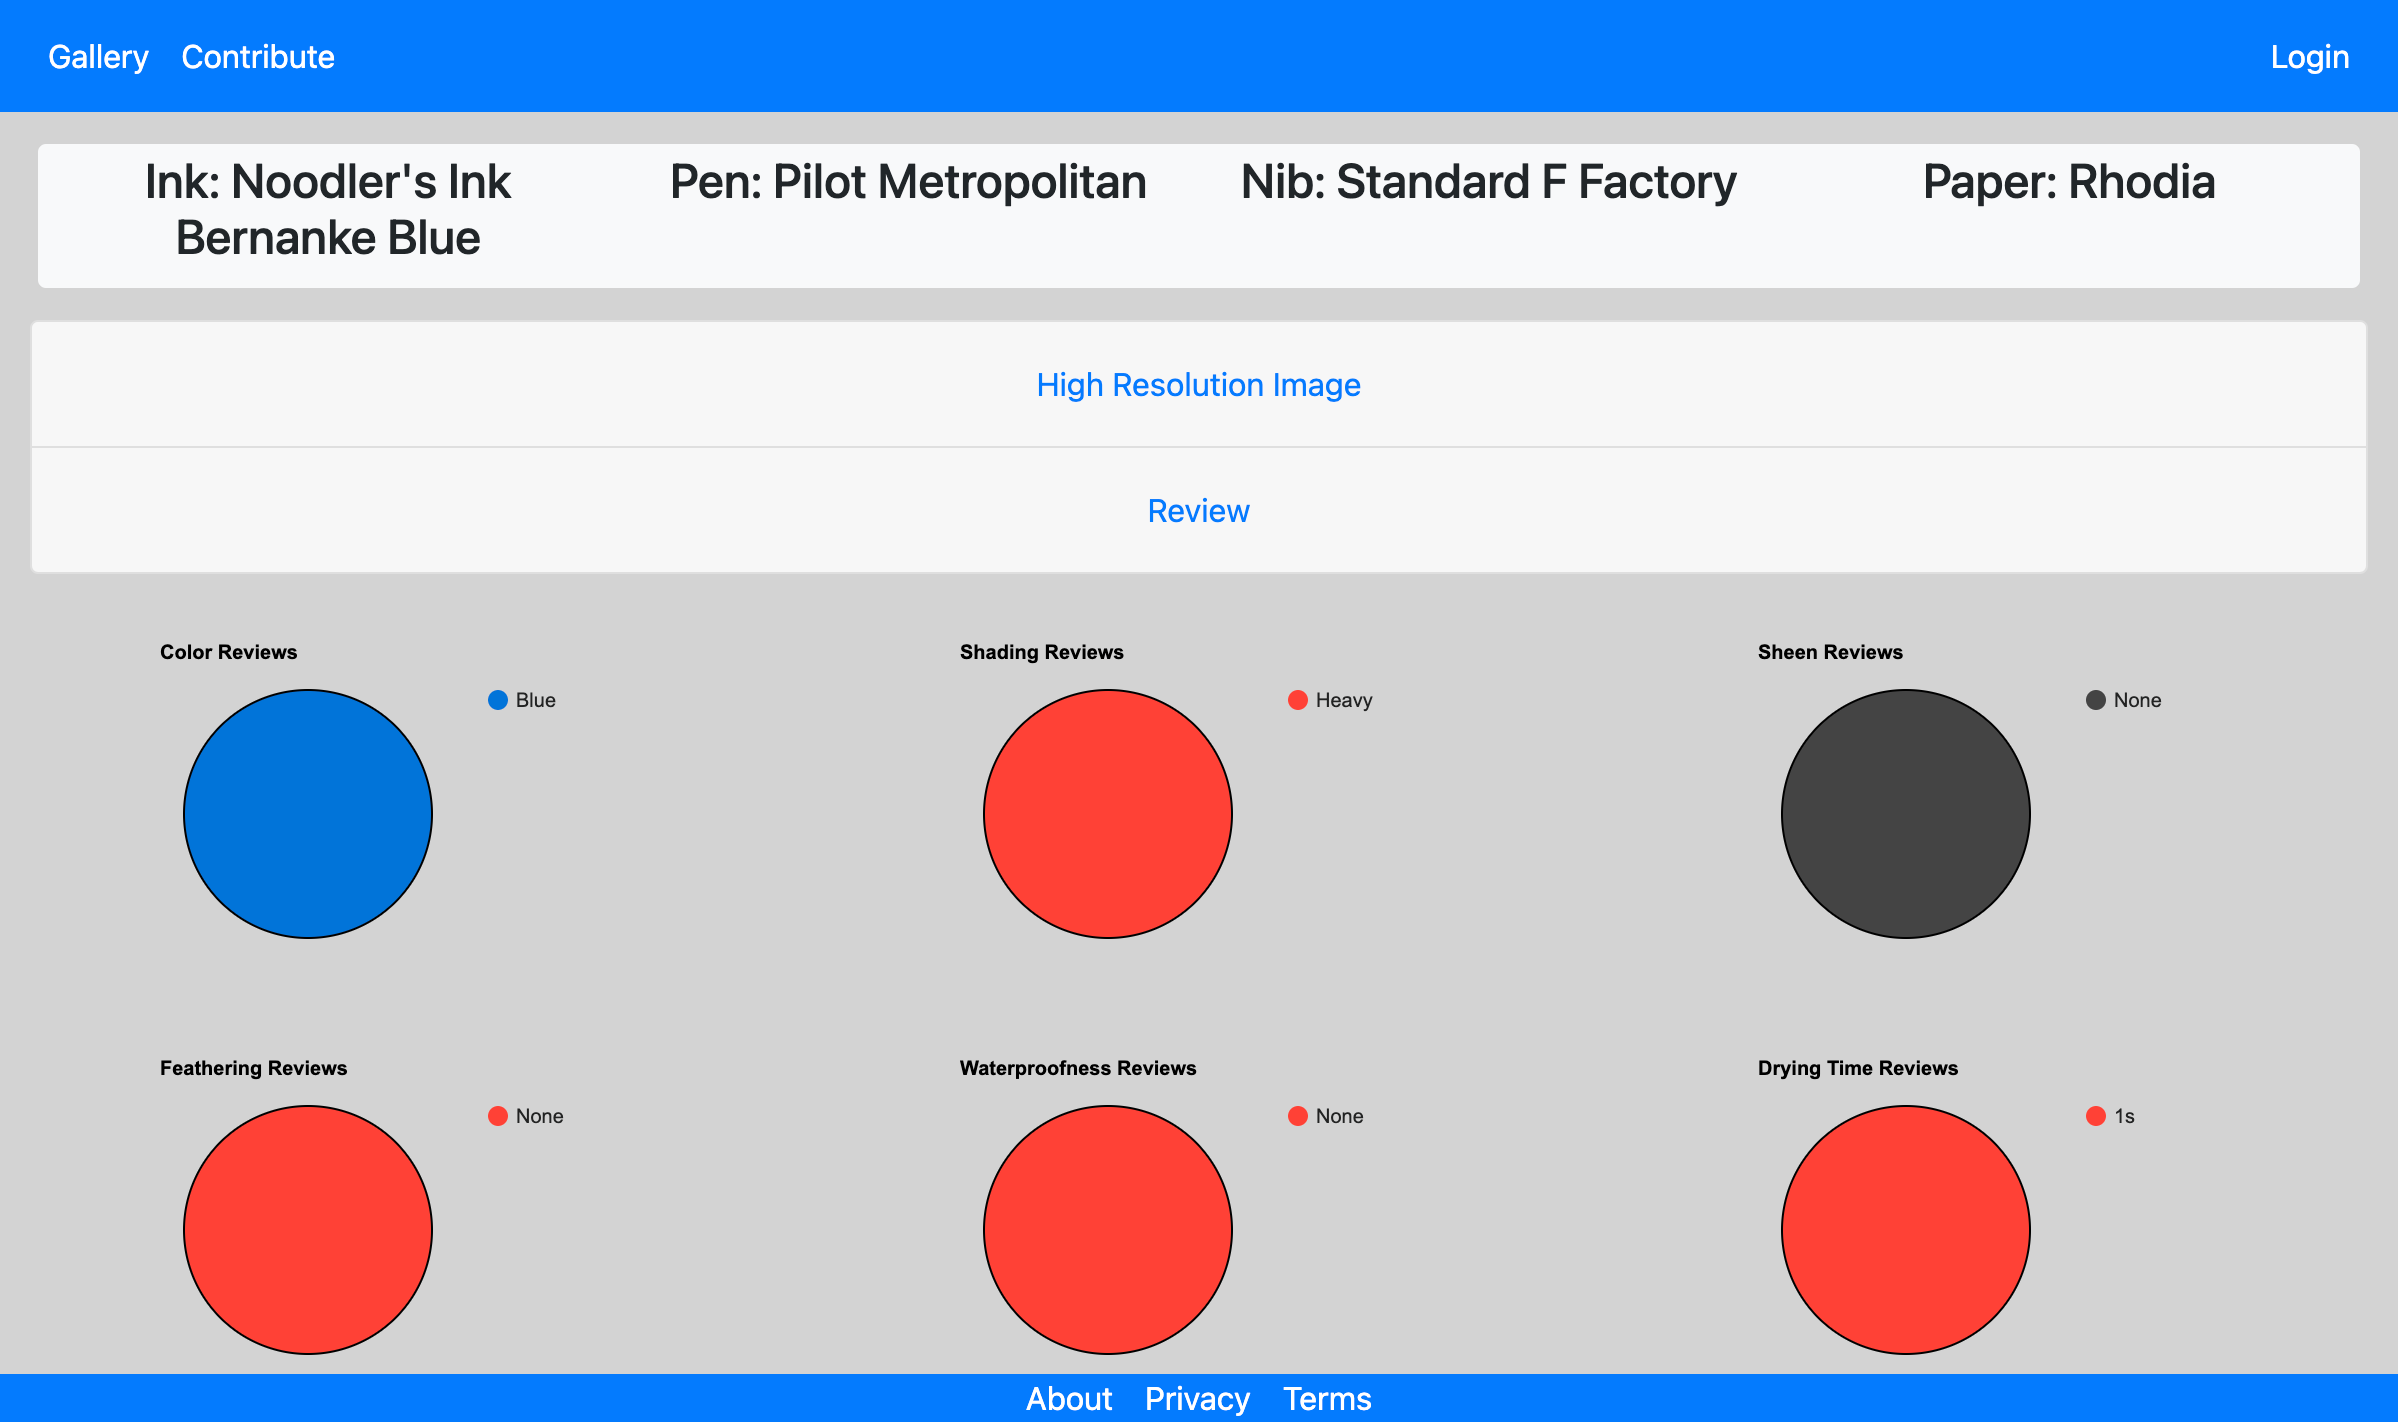 Gallery Contribute Login
Ink: Noodler's Ink
Bernanke Blue
Pen: Pilot Metropolitan
Nib: Standard F Factory
Paper: Rhodia
High Resolution Image
Review
Color Reviews
Blue
Shading Reviews
Heavy
Sheen Reviews
None
Feathering Reviews
None
Waterproofness Reviews
None
Drying Time Reviews
1s
About Privacy Terms